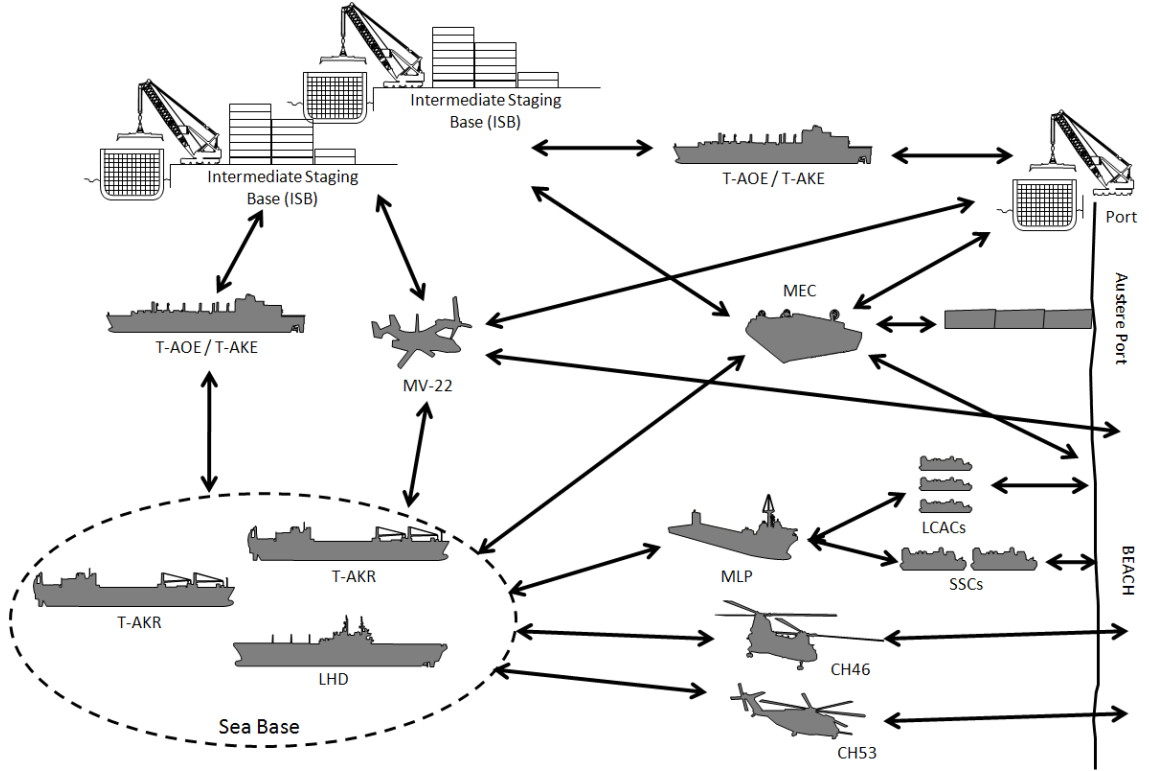 Intermediate Staging
Base (ISB)
Intermediate Staging
Base (ISB)
T-AOE / T-AKE
Port
Austere Port
MEC
T-AOE / T-AKE
MV-22
LCACs
T-AKR
MLP
SSCs
BEACH
T-AKR
LHD
CH46
Sea Base
CH53